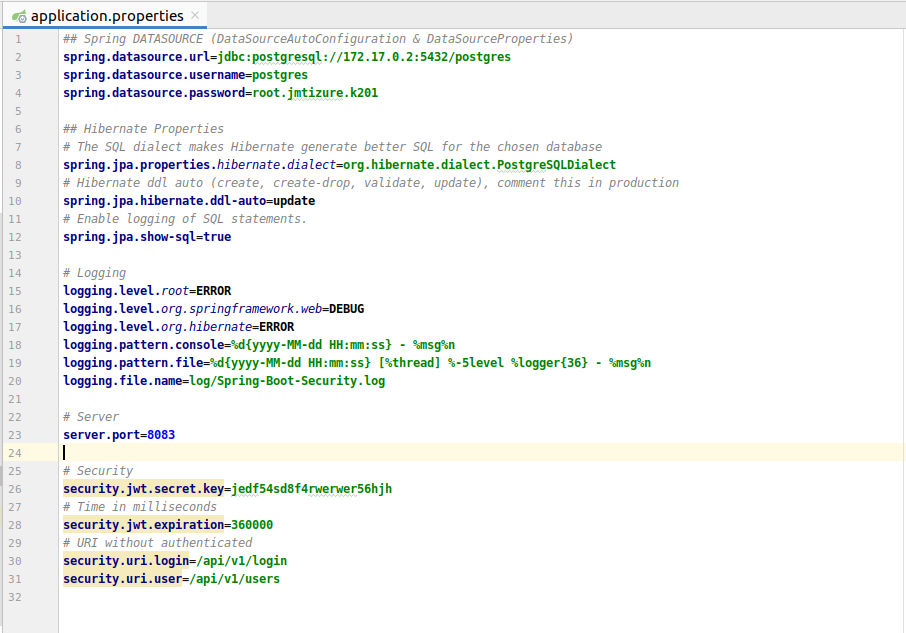 application.properties
1 ## Spring DATASOURCE (DataSourceAutoConfiguration & DataSourceProperties)
2 spring.datasource.url=jdbc:postgresql://172.17.0.2:5432/postgres
3 spring.datasource.username=postgres
4 spring.datasource.password=root.jmtizure.k201
5
6 ## Hibernate Properties
7 # The SQL dialect makes Hibernate generate better SQL for the chosen database
8 spring.jpa.properties.hibernate.dialect=org.hibernate.dialect.PostgreSQLDialect
9 # Hibernate ddl auto (create, create-drop, validate, update), comment this in production
10 spring.jpa.hibernate.ddl-auto=update
11 # Enable logging of SQL statements.
12 spring.jpa.show-sql=true
13
14 # Logging
15 logging.level.root=ERROR
16 logging.level.org.springframework.web=DEBUG
17 logging.level.org.hibernate=ERROR
18 logging.pattern.console=%d{yyyy-MM-dd HH:mm:ss} - %msg%n
19 logging.pattern.file=%d{yyyy-MM-dd HH:mm:ss} [%thread] %-5level %logger{36} - %msg%n
20 logging.file.name=log/Spring-Boot-Security.log
21
22 # Server
23 server.port=8083
24
25 # Security
26 security.jwt.secret.key=jedf54sd8f4rwerwer56hjh
27 # Time in milliseconds
28 security.jwt.expiration=360000
29 # URI without authenticated
30 security.uri.login=/api/v1/login
31 security.uri.user=/api/v1/users
32